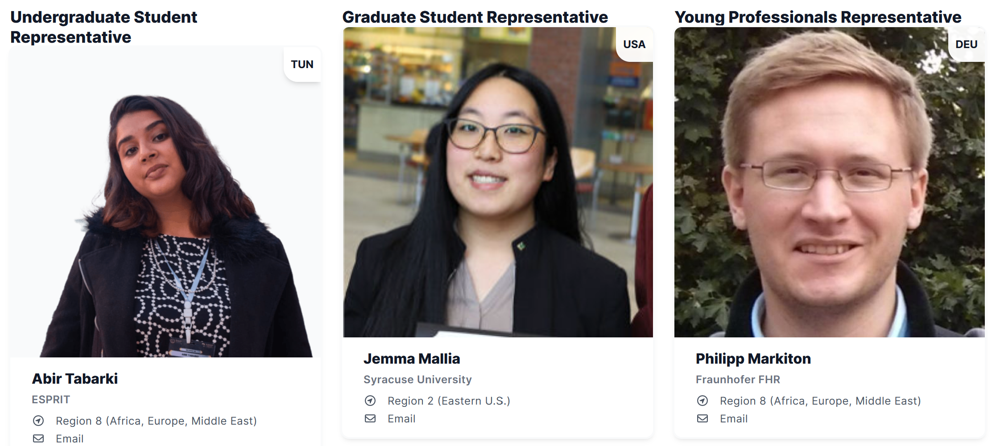 Undergraduate Student
Representative
TUN
Abir Tabarki
ESPRIT
Region 8 (Africa, Europe, Middle East)
Email
Graduate Student Representative
USA
Jemma Mallia
Syracuse University
Region 2 (Eastern U.S.)
Email
Young Professionals Representative
DEU
Philipp Markiton
Fraunhofer FHR
Region 8 (Africa, Europe, Middle East)
Email